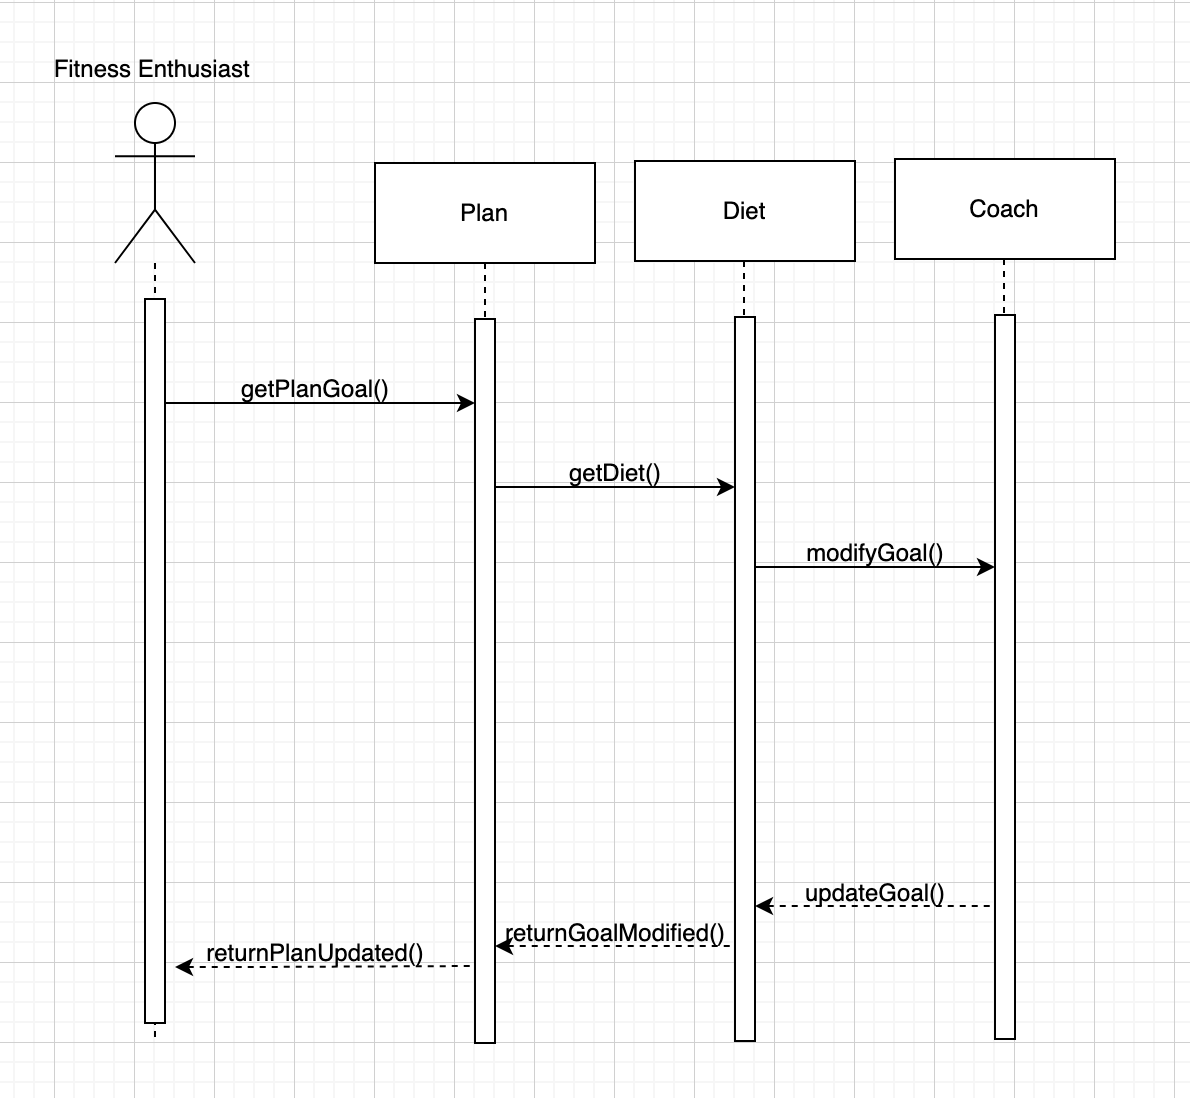 Fitness Enthusiast
Plan
Diet
Coach
getPlanGoal()
getDiet()
modifyGoal()
updateGoal()
returnGoalModified()
returnPlanUpdated()